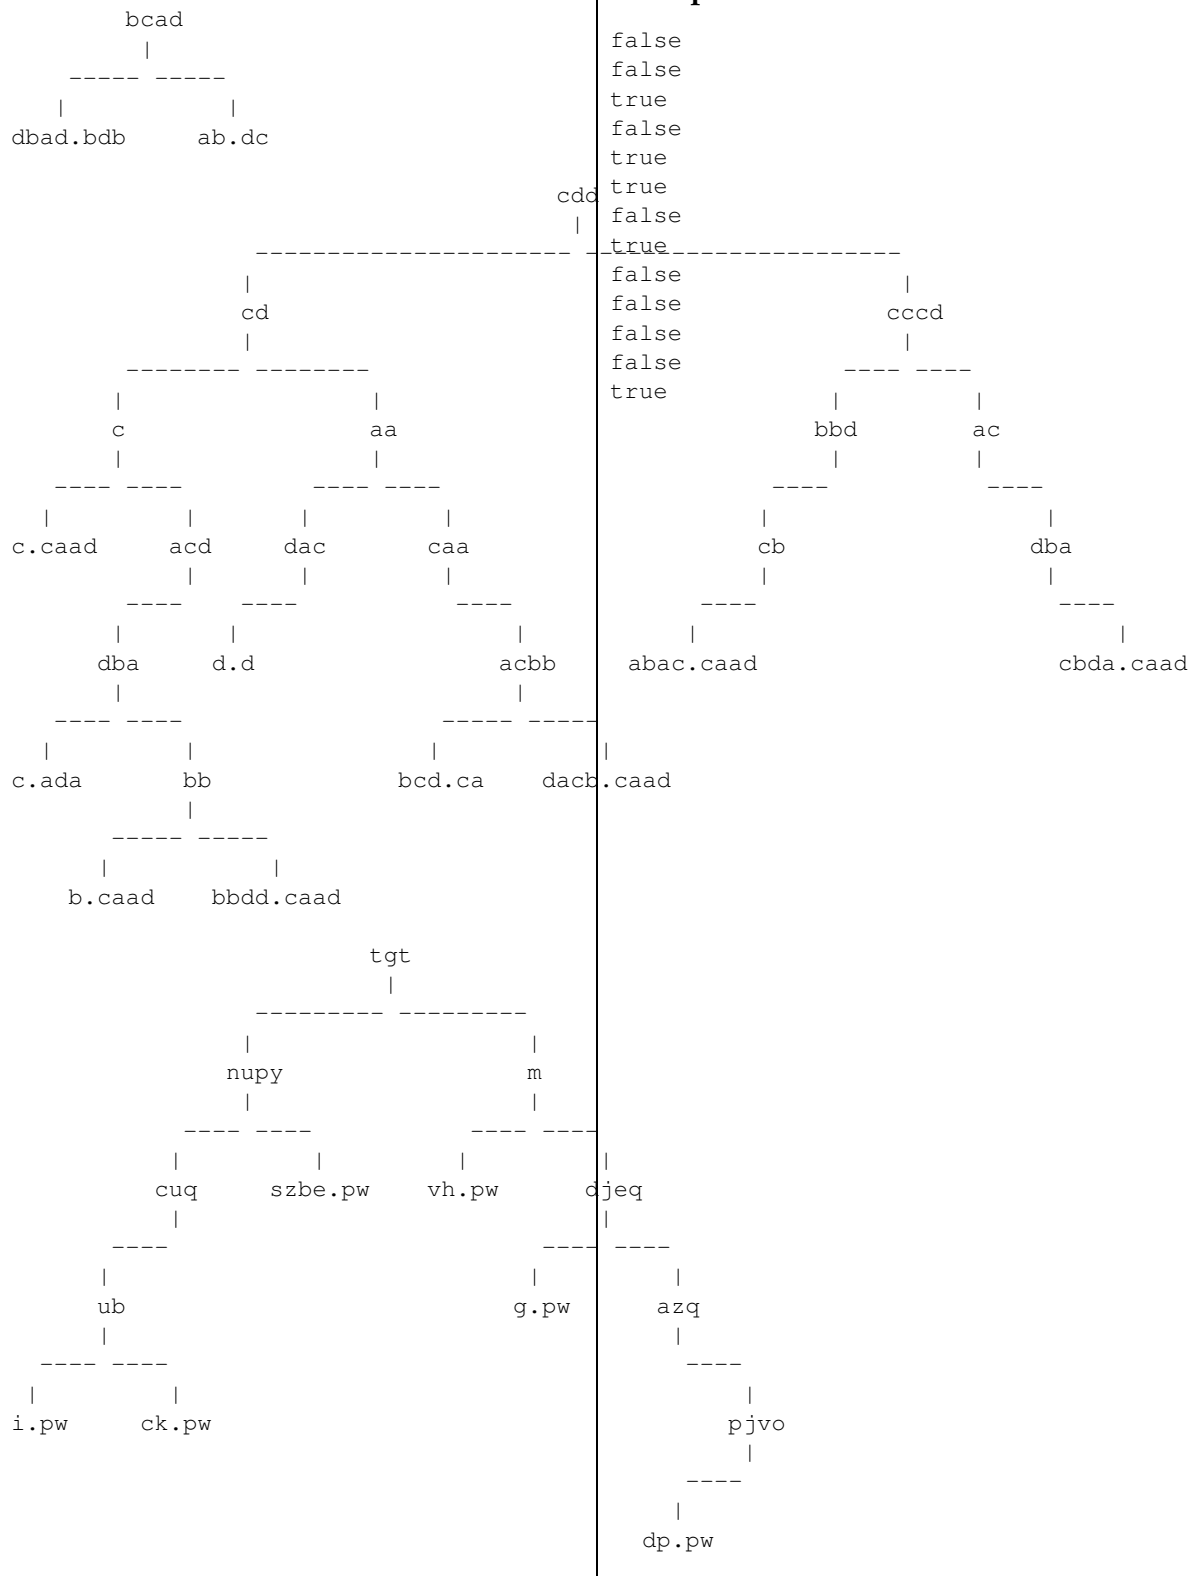 bcad
|
----- -----
| |
dbad.bdb ab.dc
cdd
|
---------------------- ----------------------
| |
cd cccd
| |
-------- -------- ---- ----
| | | |
c aa bbd ac
| | | |
---- ---- ---- ---- ---- ----
| | | | | |
c.caad acd dac caa cb dba
| | | | |
---- ---- ---- ---- ----
| | | | |
dba d.d acbb abac.caad cbda.caad
| |
---- ---- ----- -----
| | | |
c.ada bb bcd.ca dacb.caad
|
----- -----
| |
b.caad bbdd.caad
tgt
|
--------- ---------
| |
nupy m
| |
---- ---- ---- ----
| | | |
cuq szbe.pw vh.pw djeq
| |
---- ---- ----
| | |
ub g.pw azq
| |
---- ---- ----
| | |
i.pw ck.pw pjvo
|
----
|
dp.pw
false
false
true
false
true
true
false
true
false
false
false
false
true